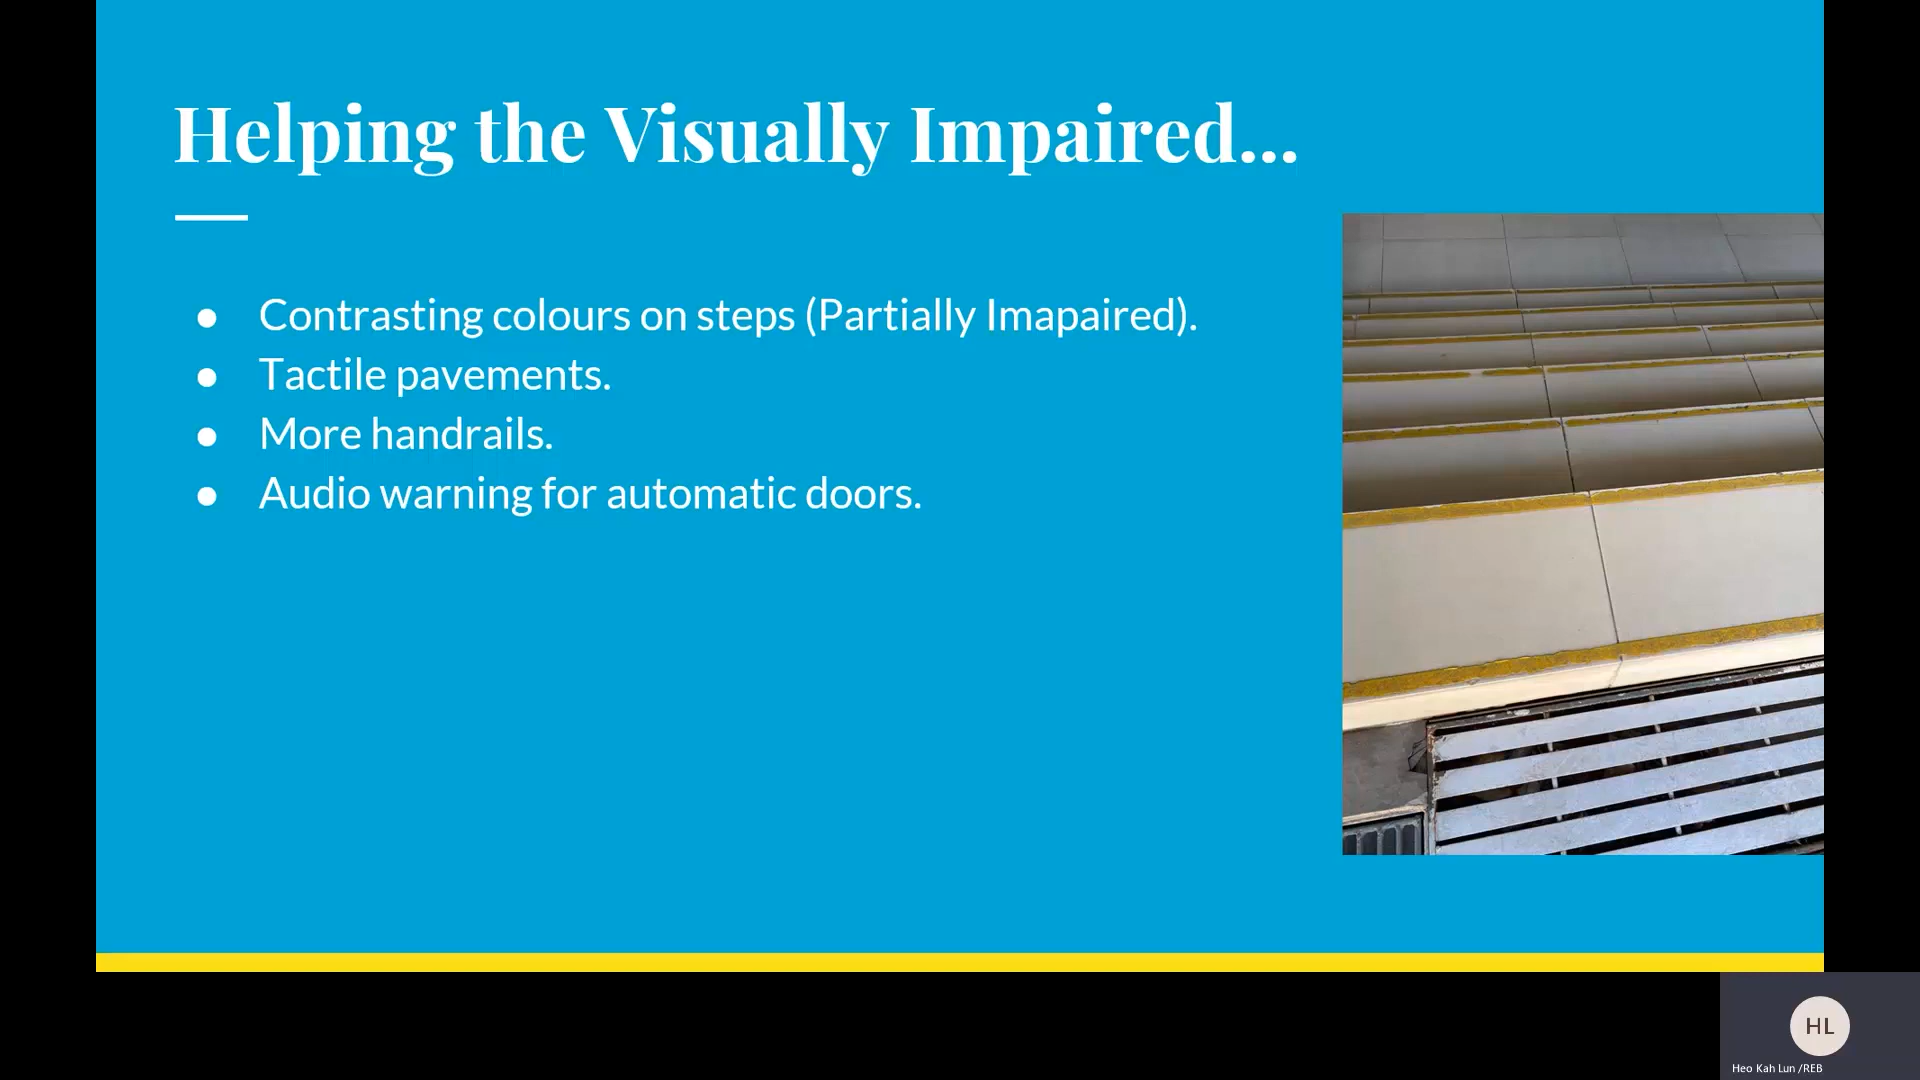 Helping the Visually Impaired...
● Contrasting colours on steps (Partially Imapaired).
● Tactile pavements.
● More handrails.
● Audio warning for automatic doors.
HL
Heo Kah Lun /REB